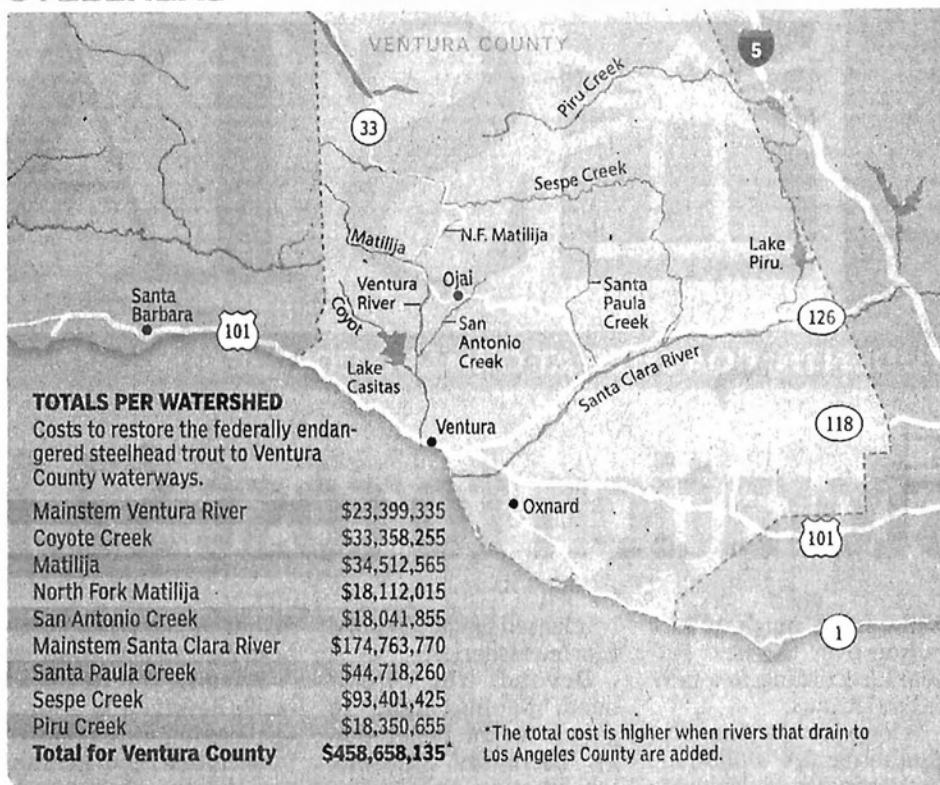 VENTURA COUNTY
5
Piru Creek
33
Sespe Creek
Matilija
N.F. Matilija
Lake
Piru.
Ventura
River
Ojai
Santa
Paula
Creek
Coyot
San
Antonio
Creek
Santa
Barbara
101
126
Lake
Casitas
Santa Clara River
118
Ventura
Oxnard
101
1
TOTALS PER WATERSHED
Costs to restore the federally endan-
gered steelhead trout to Ventura
County waterways.
Mainstem Ventura River $23,399,335
Coyote Creek $33,358,255
Matilija $34,512,565
North Fork Matilija $18,112,015
San Antonio Creek $18,041,855
Mainstem Santa Clara River $174,763,770
Santa Paula Creek $44,718,260
Sespe Creek $93,401,425
Piru Creek $18,350,655
Total for Ventura County $458,658,135*
*The total cost is higher when rivers that drain to
Los Angeles County are added.